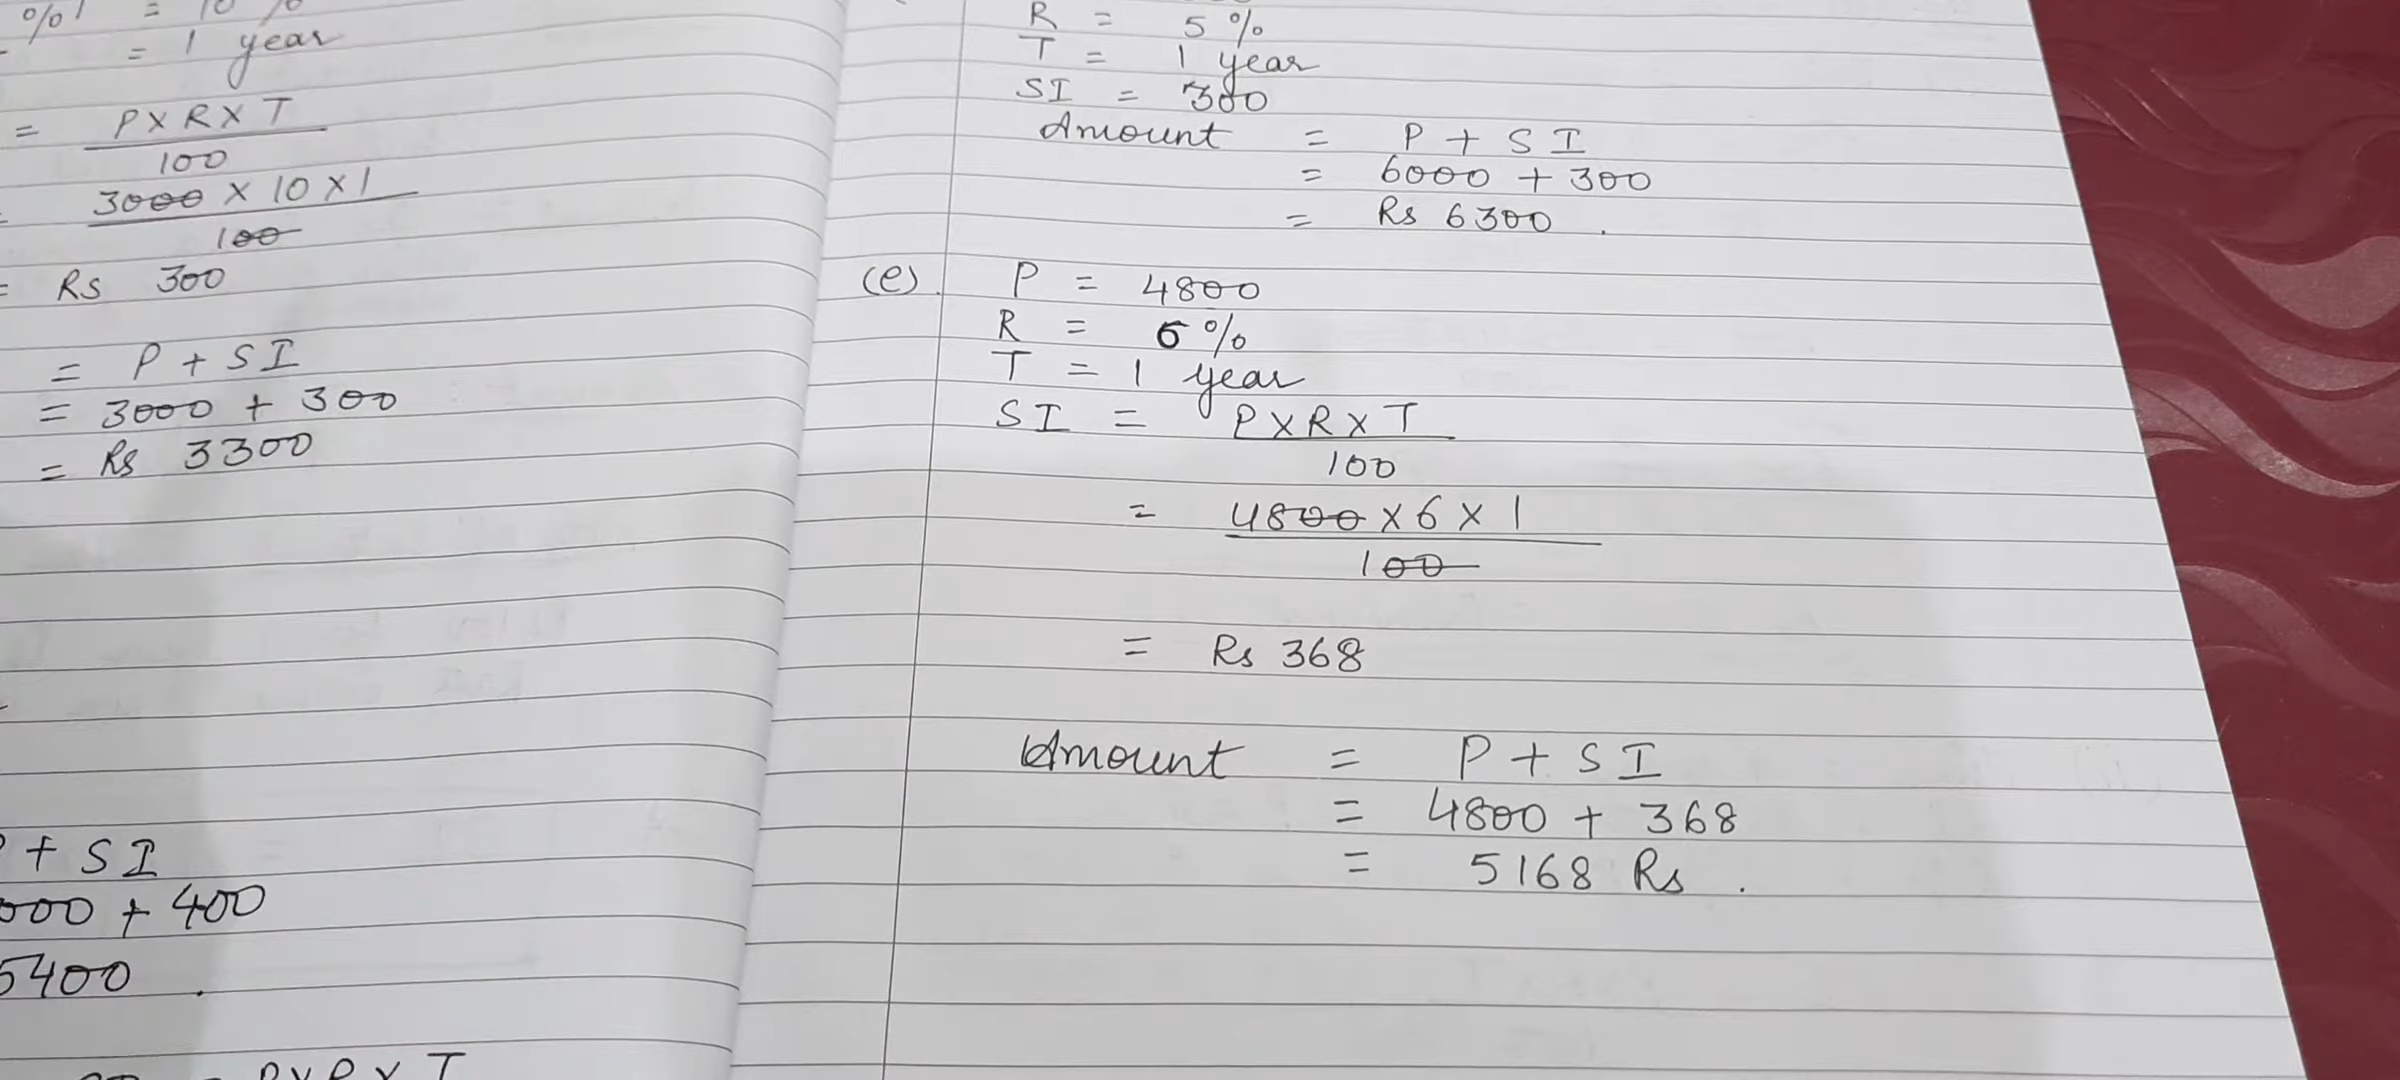 %
= 10 %
= 1 year
= P X R X T
100
3000 X 10 X 1
100
= Rs 300
= P + SI
= 3000 + 300
= Rs 3300
+ SI
000 + 400
5400 .
P X R X T
R = 5 %
T = 1 year
SI = 300
Amount = P + SI
= 6000 + 300
= Rs 6300 .
(e). P = 4800
R = 6 %
T = 1 year
SI = P X R X T
100
= 4800 X 6 X 1
100
= Rs 368
Amount = P + SI
= 4800 + 368
= 5168 Rs .